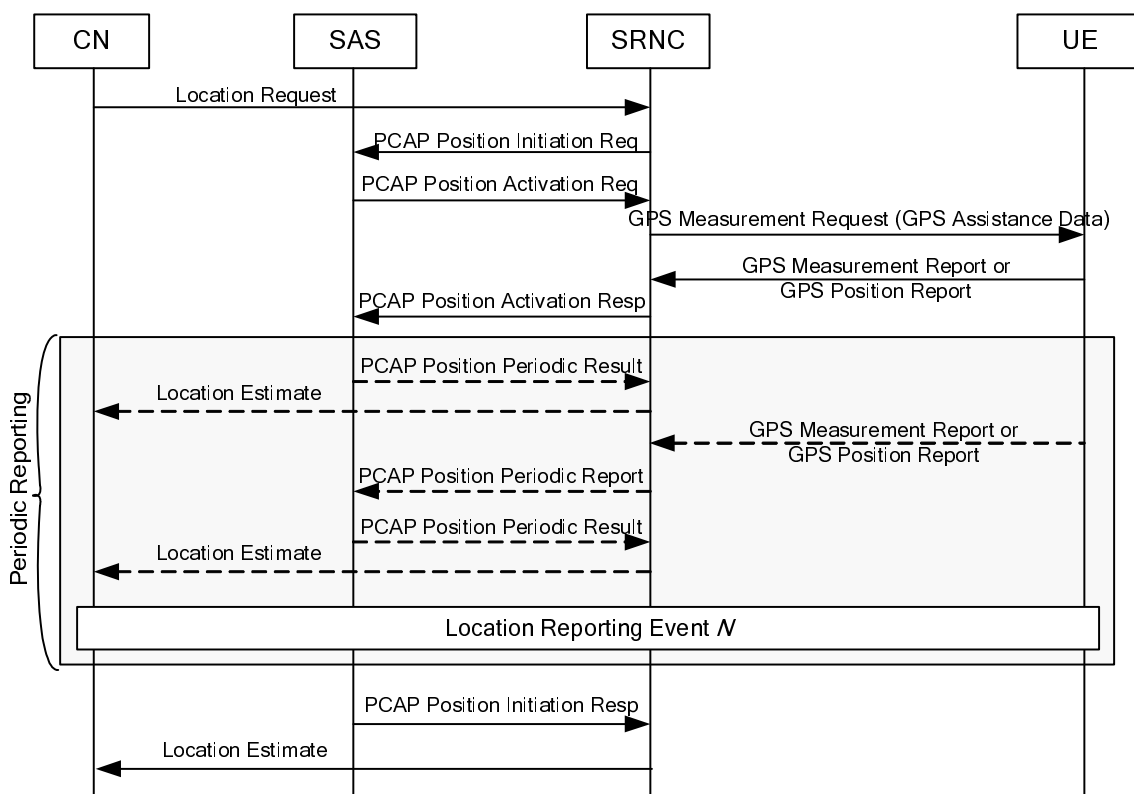 CN
SAS
SRNC
UE
Location Request
PCAP Position Initiation Req
PCAP Position Activation Req
GPS Measurement Request (GPS Assistance Data)
GPS Measurement Report or
GPS Position Report
PCAP Position Activation Resp
Periodic Reporting
PCAP Position Periodic Result
Location Estimate
GPS Measurement Report or
GPS Position Report
PCAP Position Periodic Report
PCAP Position Periodic Result
Location Estimate
Location Reporting Event N
PCAP Position Initiation Resp
Location Estimate